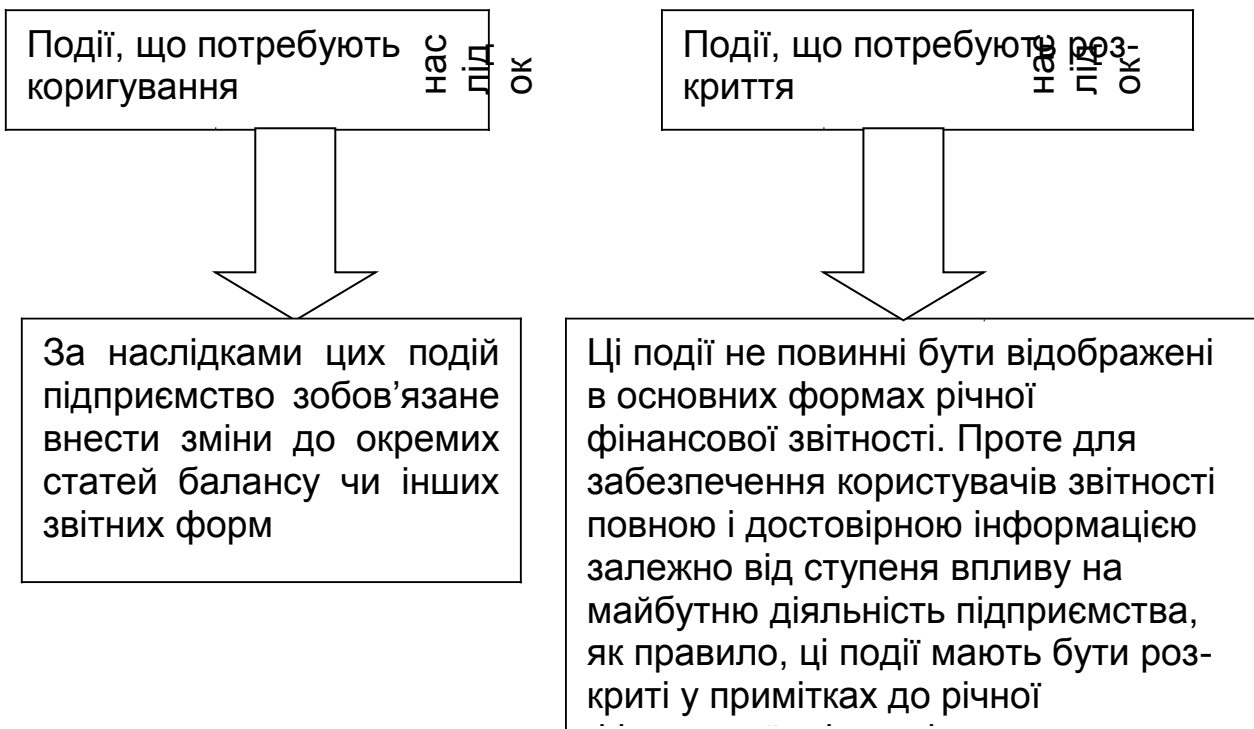 Події, що потребують
коригування
нас
лід
ок
Події, що потребують роз-
криття
нас
лід
ок
За наслідками цих подій
підприємство зобов’язане
внести зміни до окремих
статей балансу чи інших
звітних форм
Ці події не повинні бути відображені
в основних формах річної
фінансової звітності. Проте для
забезпечення користувачів звітності
повною і достовірною інформацією
залежно від ступеня впливу на
майбутню діяльність підприємства,
як правило, ці події мають бути роз-
криті у примітках до річної